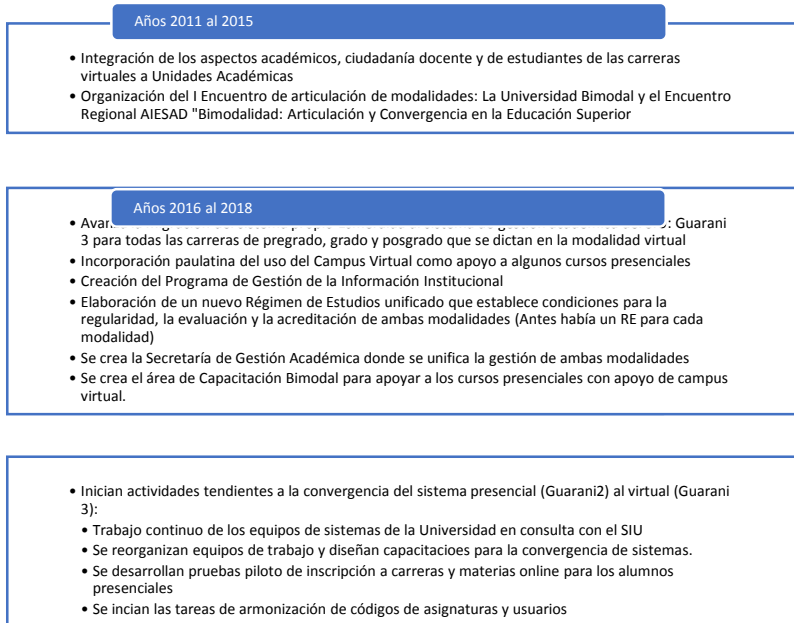 Años 2011 al 2015
• Integración de los aspectos académicos, ciudadanía docente y de estudiantes de las carreras
virtuales a Unidades Académicas
• Organización del I Encuentro de articulación de modalidades: La Universidad Bimodal y el Encuentro
Regional AIESAD "Bimodalidad: Articulación y Convergencia en la Educación Superior
Años 2016 al 2018
• Avan : Guarani
3 para todas las carreras de pregrado, grado y posgrado que se dictan en la modalidad virtual
• Incorporación paulatina del uso del Campus Virtual como apoyo a algunos cursos presenciales
• Creación del Programa de Gestión de la Información Institucional
• Elaboración de un nuevo Régimen de Estudios unificado que establece condiciones para la
regularidad, la evaluación y la acreditación de ambas modalidades (Antes había un RE para cada
modalidad)
• Se crea la Secretaría de Gestión Académica donde se unifica la gestión de ambas modalidades
• Se crea el área de Capacitación Bimodal para apoyar a los cursos presenciales con apoyo de campus
virtual.
• Inician actividades tendientes a la convergencia del sistema presencial (Guarani2) al virtual (Guarani
3):
• Trabajo continuo de los equipos de sistemas de la Universidad en consulta con el SIU
• Se reorganizan equipos de trabajo y diseñan capacitacioes para la convergencia de sistemas.
• Se desarrollan pruebas piloto de inscripción a carreras y materias online para los alumnos
presenciales
• Se incian las tareas de armonización de códigos de asignaturas y usuarios